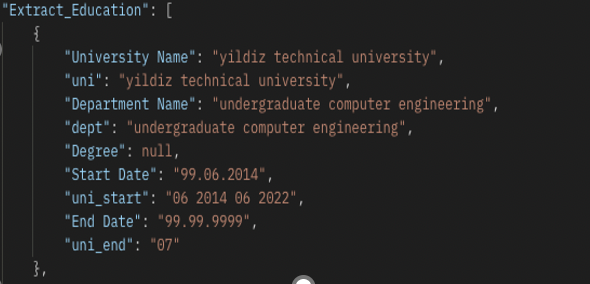 "Extract_Education": [
{
"University Name": "yildiz technical university",
"uni": "yildiz technical university",
"Department Name": "undergraduate computer engineering",
"dept": "undergraduate computer engineering",
"Degree": null,
"Start Date": "99.06.2014",
"uni_start": "06 2014 06 2022",
"End Date": "99.99.9999",
"uni_end": "07"
},